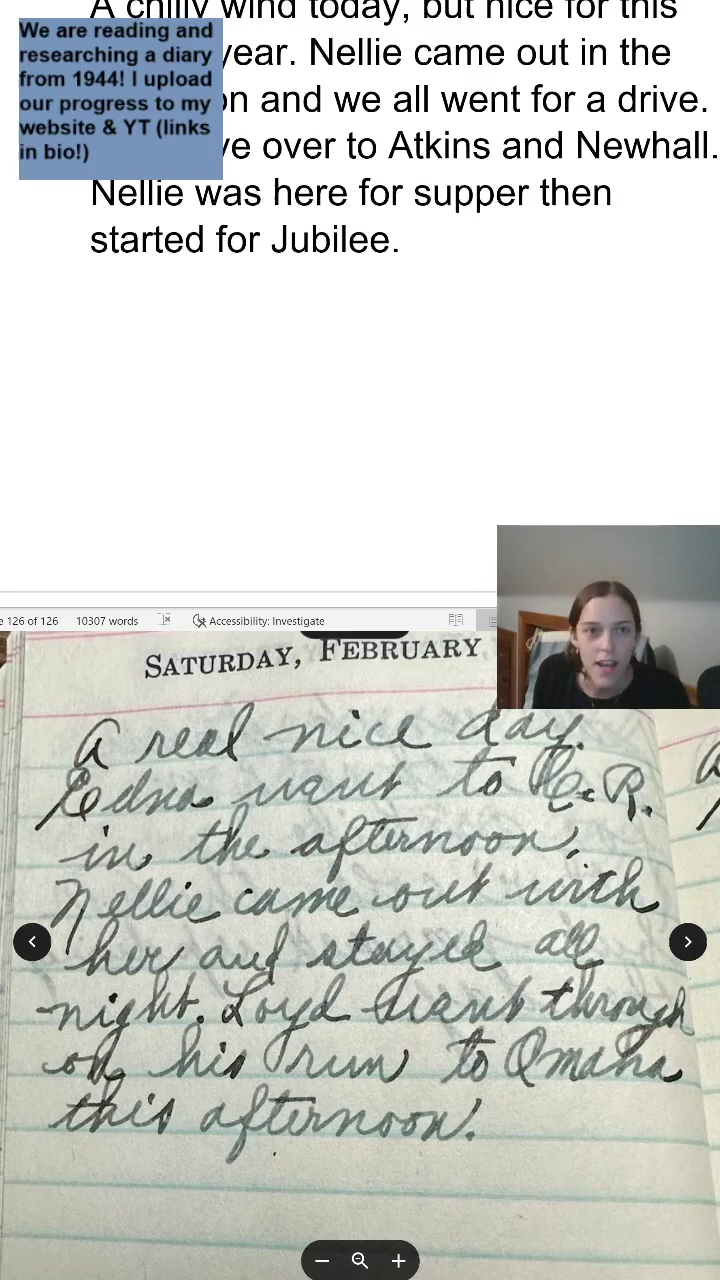 A chilly wind today, but nice for this
We are reading and
researching a diary
from 1944! I upload
our progress to my
website & YT (links
in bio!)
year. Nellie came out in the
on and we all went for a drive.
ve over to Atkins and Newhall.
Nellie was here for supper then
started for Jubilee.
e 126 of 126 10307 words Accessibility: Investigate
SATURDAY, FEBRUARY
A real nice day.
Edna want to C.R.
in the afternoon.
Nellie came out with
her and stayed all
night. Loyd want through
on his run to Omaha
this afternoon.